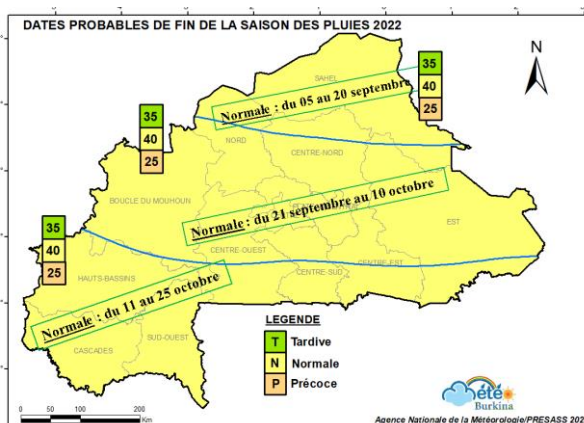 DATES PROBABLES DE FIN DE LA SAISON DES PLUIES 2022
N
SAHEL
35
40
25
Normale : du 05 au 20 septembre
35
40
25
NORD
CENTRE-NORD
BOUCLE DU MOUHOUN
Normale : du 21 septembre au 10 octobre
EST
35
40
25
CENTRE-OUEST
CENTRE-EST
CENTRE-SUD
HAUTS-BASSINS
Normale : du 11 au 25 octobre
SUD-OUEST
CASCADES
LEGENDE
T Tardive
N Normale
P Précoce
0 50 100 200
Km
Météo
Burkina
Agence Nationale de la Météorologie/PRESASS 202